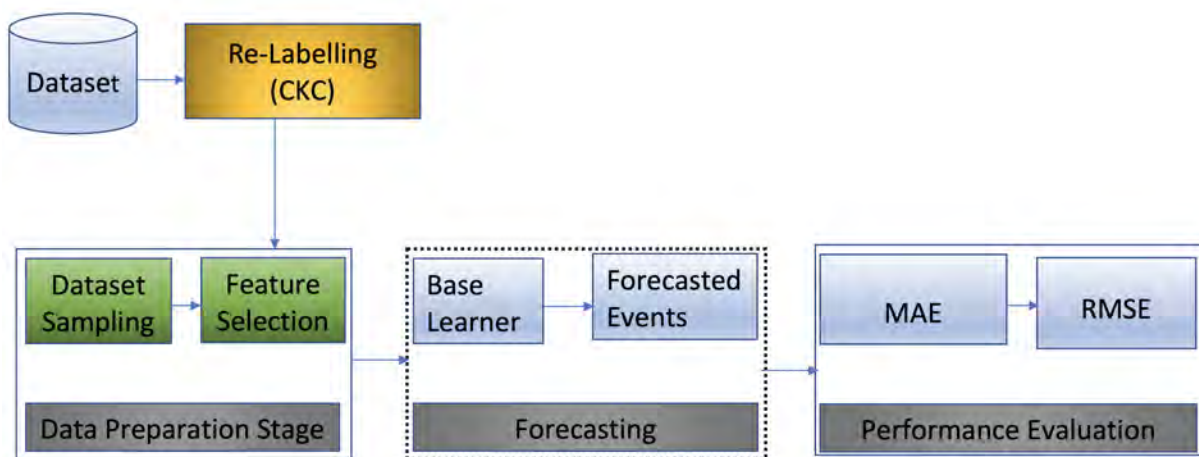 Dataset
Re-Labelling
(CKC)
Dataset
Sampling
Feature
Selection
Data Preparation Stage
Base
Learner
Forecasted
Events
Forecasting
MAE
RMSE
Performance Evaluation